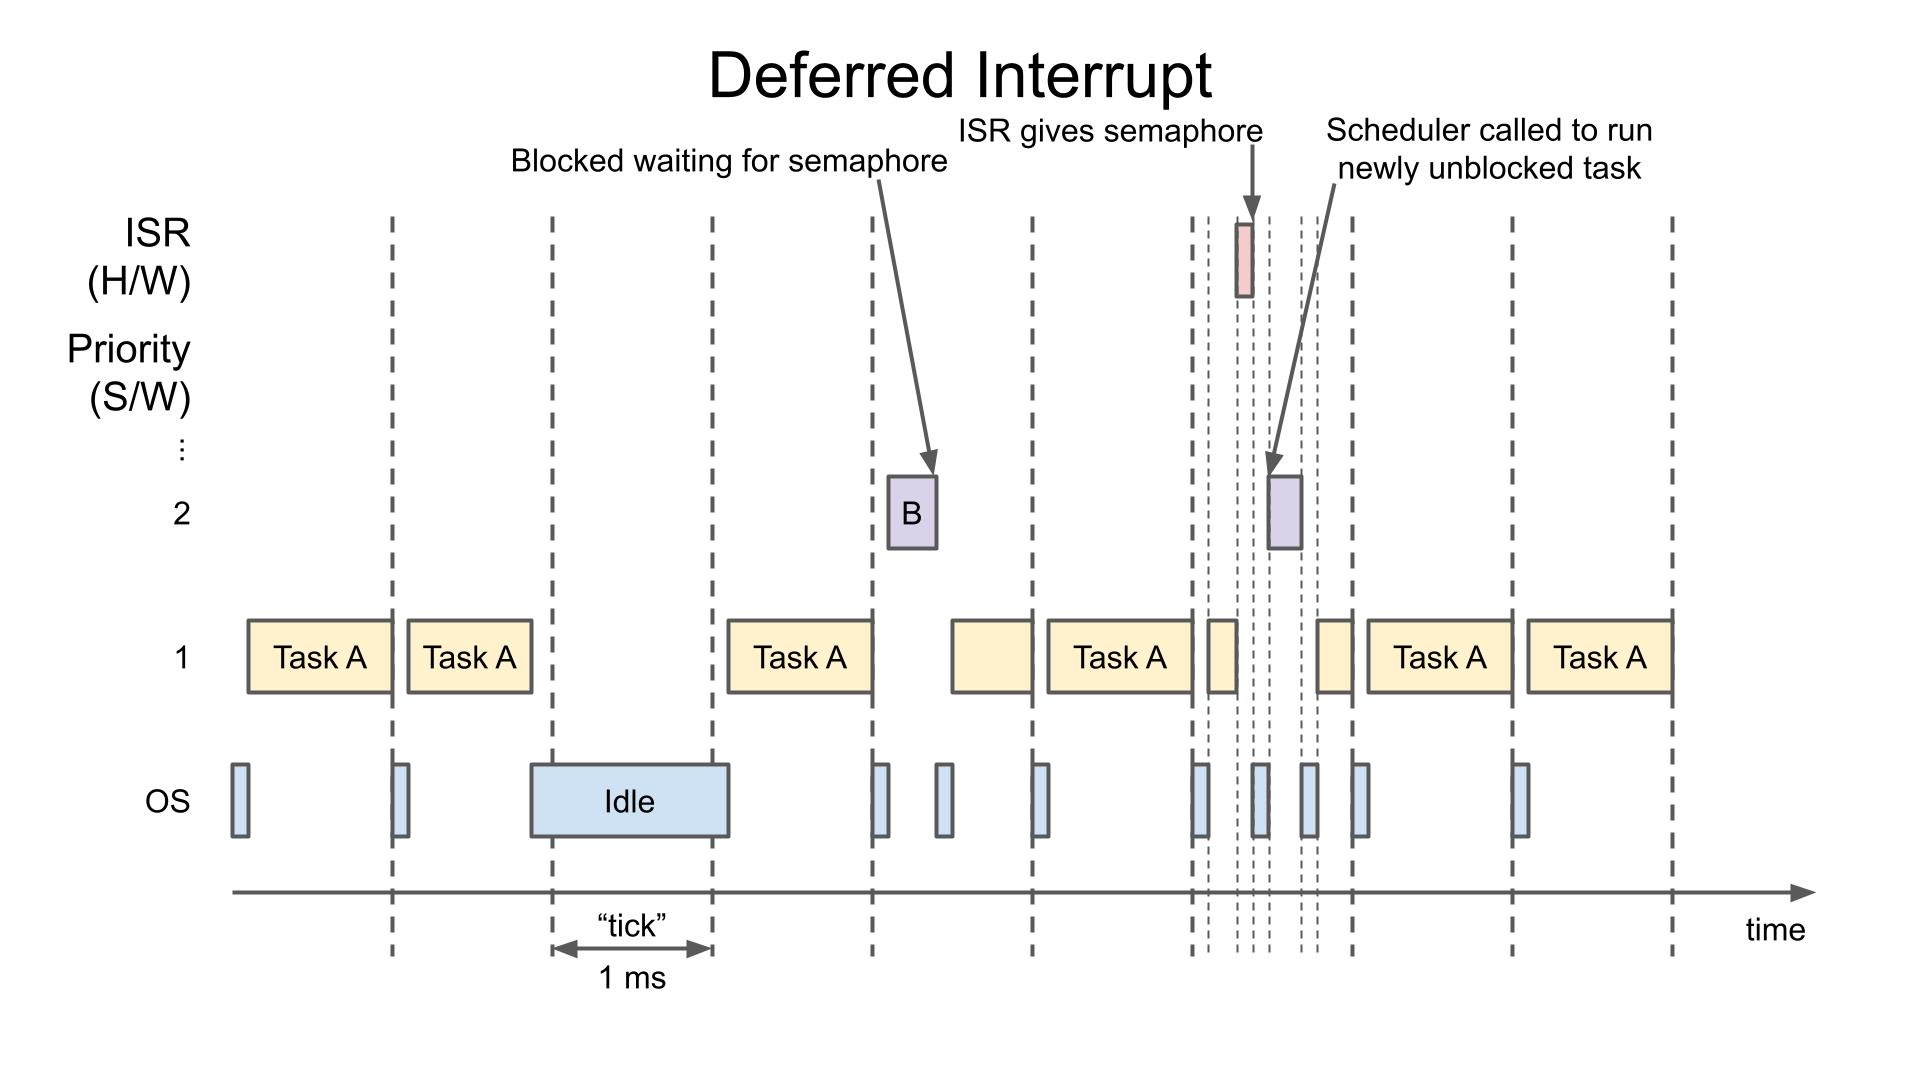 Deferred Interrupt
ISR gives semaphore
Scheduler called to run
newly unblocked task
Blocked waiting for semaphore
ISR
(H/W)
Priority
(S/W)
⋮
2
B
1
Task A
Task A
Task A
Task A
Task A
Task A
OS
Idle
“tick”
1 ms
time